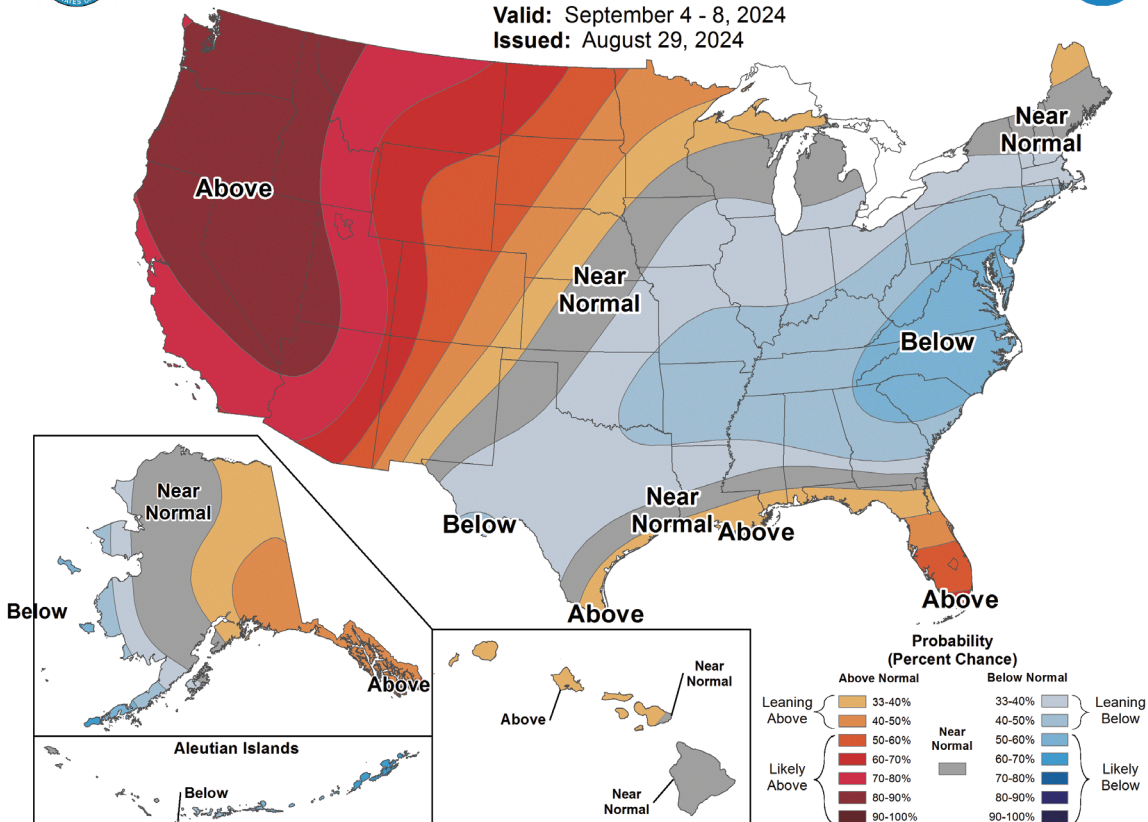 STATES OF
Valid: September 4 - 8, 2024
Issued: August 29, 2024
Above
Near
Normal
Near
Normal
Below
Near
Normal
Below
Near
Normal
Above
Above
Above
Near
Normal
Below
Above
Aleutian Islands
Below
Near
Normal
Above
Near
Normal
Probability
(Percent Chance)
Above Normal
Below Normal
Leaning
Above
33-40%
40-50%
Likely
Above
50-60%
60-70%
70-80%
80-90%
90-100%
Near
Normal
33-40%
40-50%
Leaning
Below
50-60%
60-70%
70-80%
80-90%
90-100%
Likely
Below